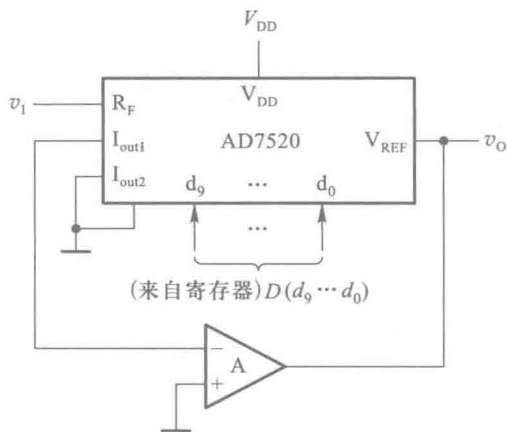 V_DD
v_I
R_F
V_DD
I_out1
AD7520
V_REF
v_O
I_out2
d_9
…
d_0
…
(来自寄存器)D(d_9…d_0)
−
A
+